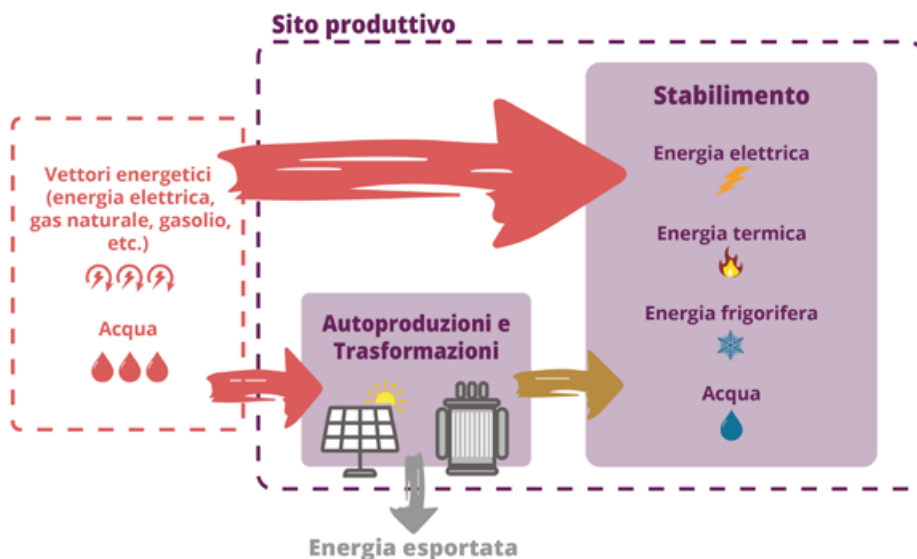 Sito produttivo
Vettori energetici
(energia elettrica,
gas naturale, gasolio,
etc.)
Acqua
Autoproduzioni e
Trasformazioni
Energia esportata
Stabilimento
Energia elettrica
Energia termica
Energia frigorifera
Acqua